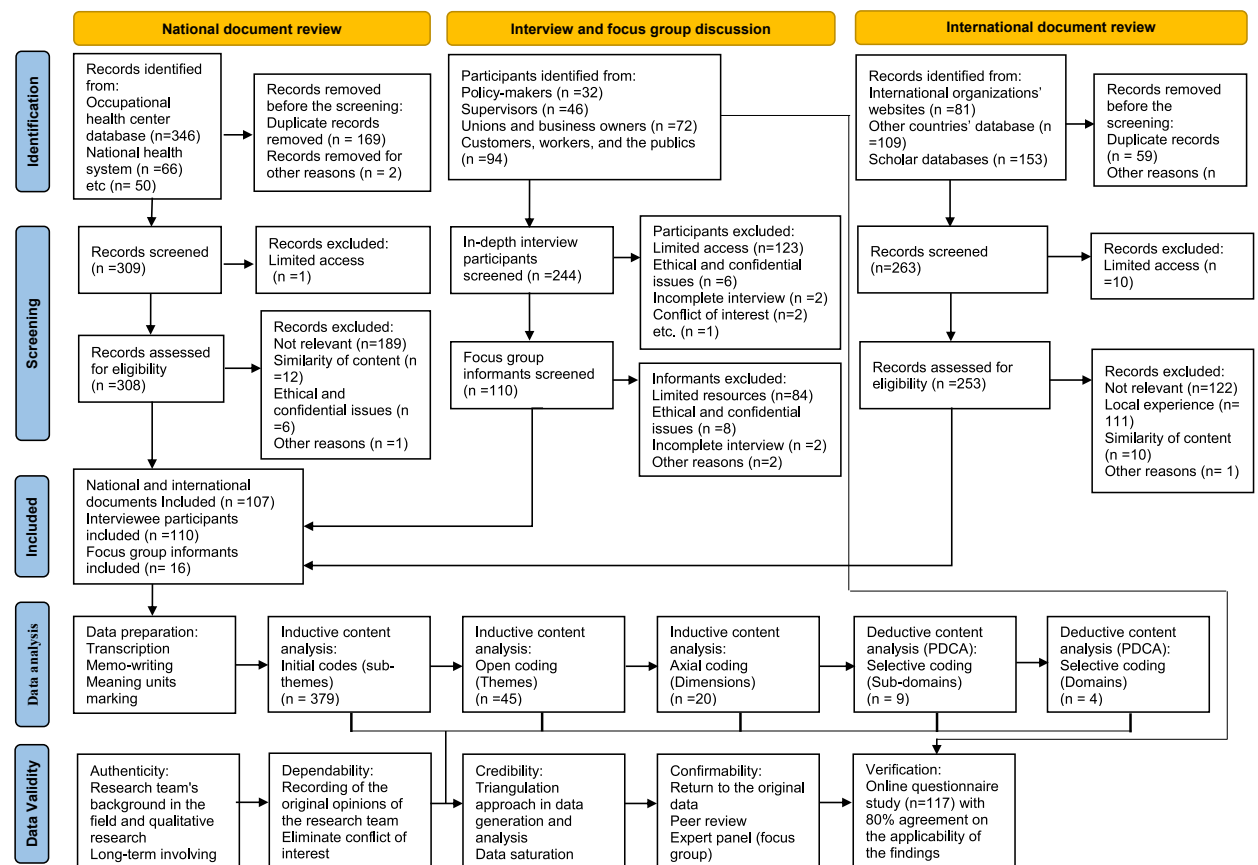 National document review
Interview and focus group discussion
International document review
Identification
Records identified
from:
Occupational
health center
database (n=346)
National health
system (n =66)
etc (n= 50)
Records removed
before the screening:
Duplicate records
removed (n = 169)
Records removed for
other reasons (n = 2)
Participants identified from:
Policy-makers (n =32)
Supervisors (n =46)
Unions and business owners (n =72)
Customers, workers, and the publics
(n =94)
Records identified from:
International organizations'
websites (n =81)
Other countries' database (n
=109)
Scholar databases (n =153)
Records removed
before the
screening:
Duplicate records
(n = 59)
Other reasons (n
Screening
Records screened
(n =309)
Records excluded:
Limited access
(n =1)
In-depth interview
participants
screened (n =244)
Participants excluded:
Limited access (n=123)
Ethical and confidential
issues (n =6)
Incomplete interview (n =2)
Conflict of interest (n=2)
etc. (n =1)
Records screened
(n=263)
Records excluded:
Limited access (n
=10)
Records assessed
for eligibility
(n =308)
Records excluded:
Not relevant (n=189)
Similarity of content (n
=12)
Ethical and
confidential issues (n
=6)
Other reasons (n =1)
Focus group
informants screened
(n =110)
Informants excluded:
Limited resources (n=84)
Ethical and confidential
issues (n =8)
Incomplete interview (n =2)
Other reasons (n=2)
Records assessed for
eligibility (n =253)
Records excluded:
Not relevant (n=122)
Local experience (n=
111)
Similarity of content
(n =10)
Other reasons (n= 1)
Included
National and international
documents Included (n =107)
Interviewee participants
included (n =110)
Focus group informants
included (n= 16)
Data analysis
Data preparation:
Transcription
Memo-writing
Meaning units
marking
Inductive content
analysis:
Initial codes (sub-
themes)
(n = 379)
Inductive content
analysis:
Open coding
(Themes)
(n =45)
Inductive content
analysis:
Axial coding
(Dimensions)
(n =20)
Deductive content
analysis (PDCA):
Selective coding
(Sub-domains)
(n = 9)
Deductive content
analysis (PDCA):
Selective coding
(Domains)
(n = 4)
Data Validity
Authenticity:
Research team's
background in the
field and qualitative
research
Long-term involving
Dependability:
Recording of the
original opinions of
the research team
Eliminate conflict of
interest
Credibility:
Triangulation
approach in data
generation and
analysis
Data saturation
Confirmability:
Return to the original
data
Peer review
Expert panel (focus
group)
Verification:
Online questionnaire
study (n=117) with
80% agreement on
the applicability of
the findings